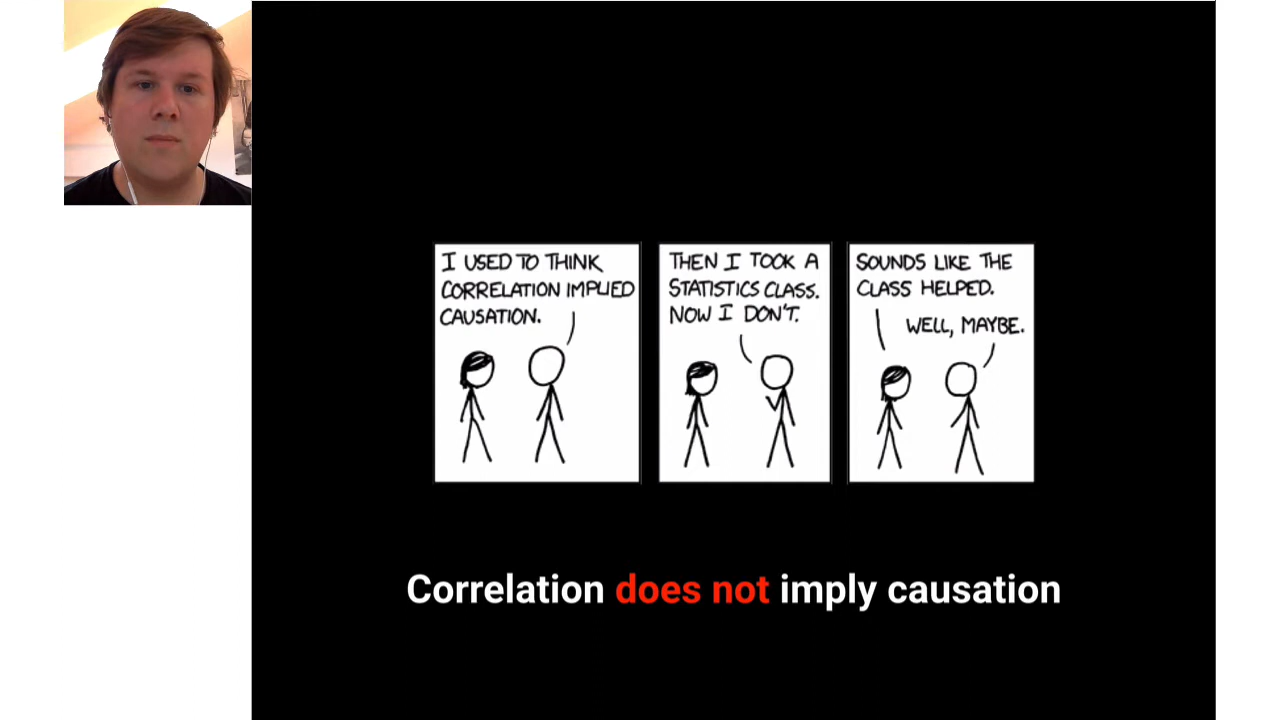 I USED TO THINK
CORRELATION IMPLIED
CAUSATION.
THEN I TOOK A
STATISTICS CLASS.
NOW I DON'T.
SOUNDS LIKE THE
CLASS HELPED.
WELL, MAYBE.
Correlation does not imply causation